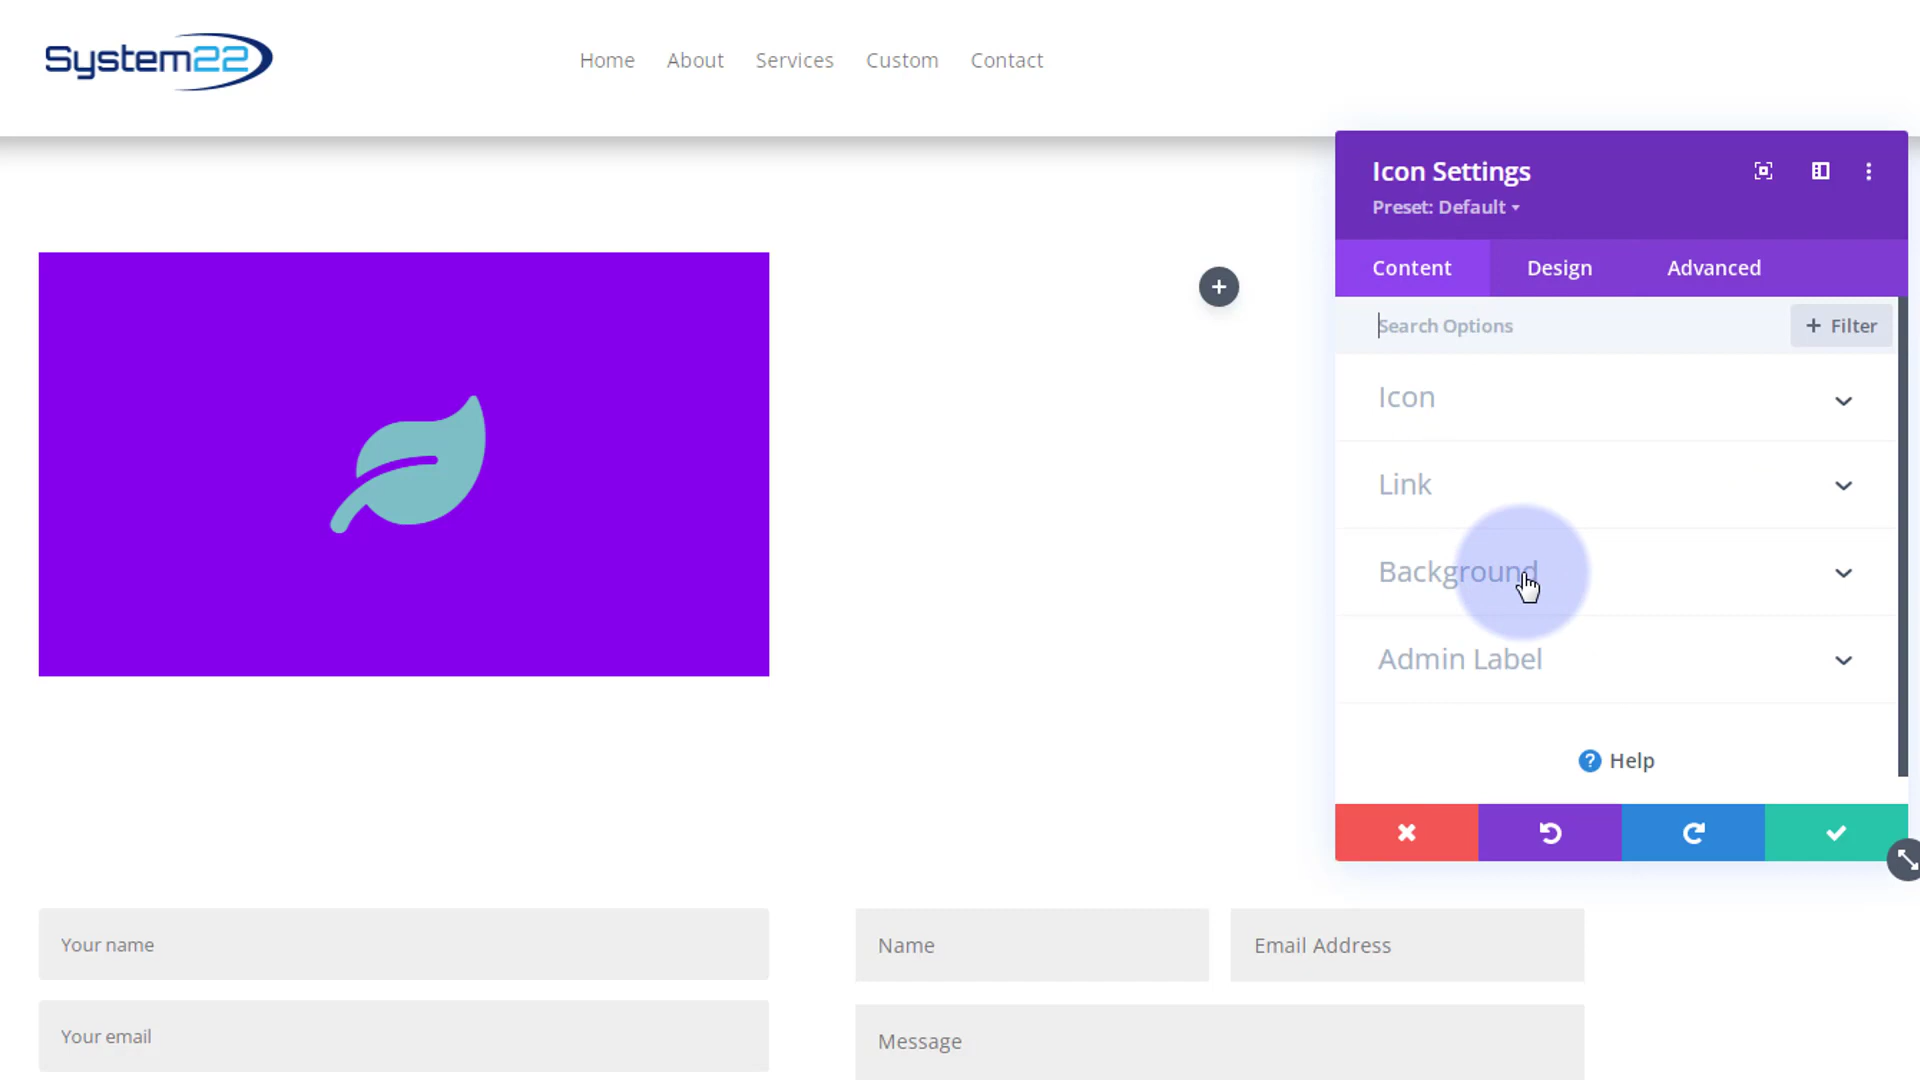 System22
Home About Services Custom Contact
Icon Settings
Preset: Default
Content Design Advanced
Search Options
+ Filter
Icon
Link
Background
Admin Label
? Help
Your name
Name
Email Address
Your email
Message